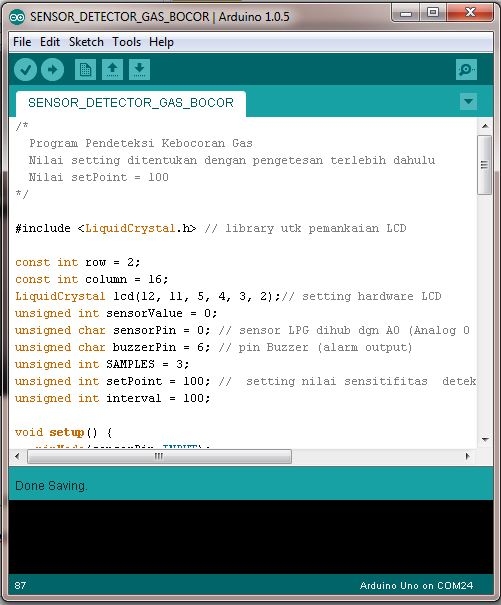 SENSOR_DETECTOR_GAS_BOCOR | Arduino 1.0.5
File Edit Sketch Tools Help
SENSOR_DETECTOR_GAS_BOCOR
/*
Program Pendeteksi Kebocoran Gas
Nilai setting ditentukan dengan pengetesan terlebih dahulu
Nilai setPoint = 100
*/
#include <LiquidCrystal.h> // library utk pemankaian LCD
const int row = 2;
const int column = 16;
LiquidCrystal lcd(12, 11, 5, 4, 3, 2);// setting hardware LCD
unsigned int sensorValue = 0;
unsigned char sensorPin = 0; // sensor LPG dihub dgn A0 (Analog 0
unsigned char buzzerPin = 6; // pin Buzzer (alarm output)
unsigned int SAMPLES = 3;
unsigned int setPoint = 100; //  setting nilai sensitifitas  detek
unsigned int interval = 100;
void setup() {
pinMode(sensorPin,INPUT);
Done Saving.
87
Arduino Uno on COM24